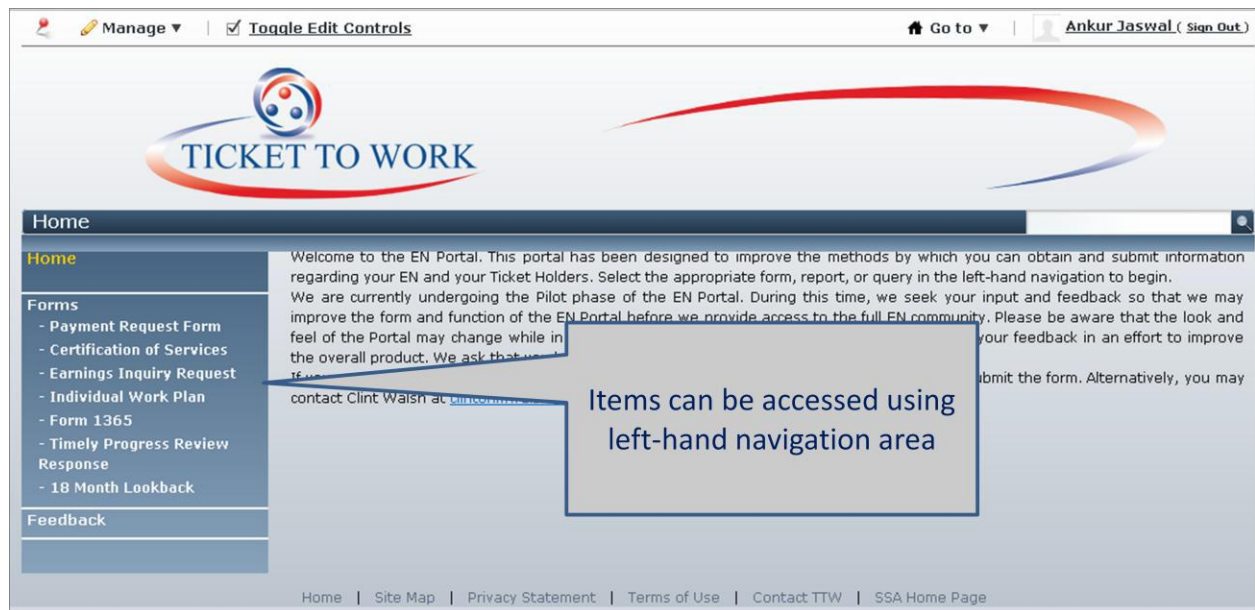 Manage ▼ | Toggle Edit Controls
Go to ▼ | Ankur Jaswal ( Sign Out )
TICKET TO WORK
Home
Home
Forms
- Payment Request Form
- Certification of Services
- Earnings Inquiry Request
- Individual Work Plan
- Form 1365
- Timely Progress Review
Response
- 18 Month Lookback
Feedback
Welcome to the EN Portal. This portal has been designed to improve the methods by which you can obtain and submit information
regarding your EN and your Ticket Holders. Select the appropriate form, report, or query in the left-hand navigation to begin.
We are currently undergoing the Pilot phase of the EN Portal. During this time, we seek your input and feedback so that we may
improve the form and function of the EN Portal before we provide access to the full EN community. Please be aware that the look and
feel of the Portal may change while in your feedback in an effort to improve
the overall product. We ask that
submit the form. Alternatively, you may
contact Clint Walsh at
Items can be accessed using
left-hand navigation area
Home | Site Map | Privacy Statement | Terms of Use | Contact TTW | SSA Home Page